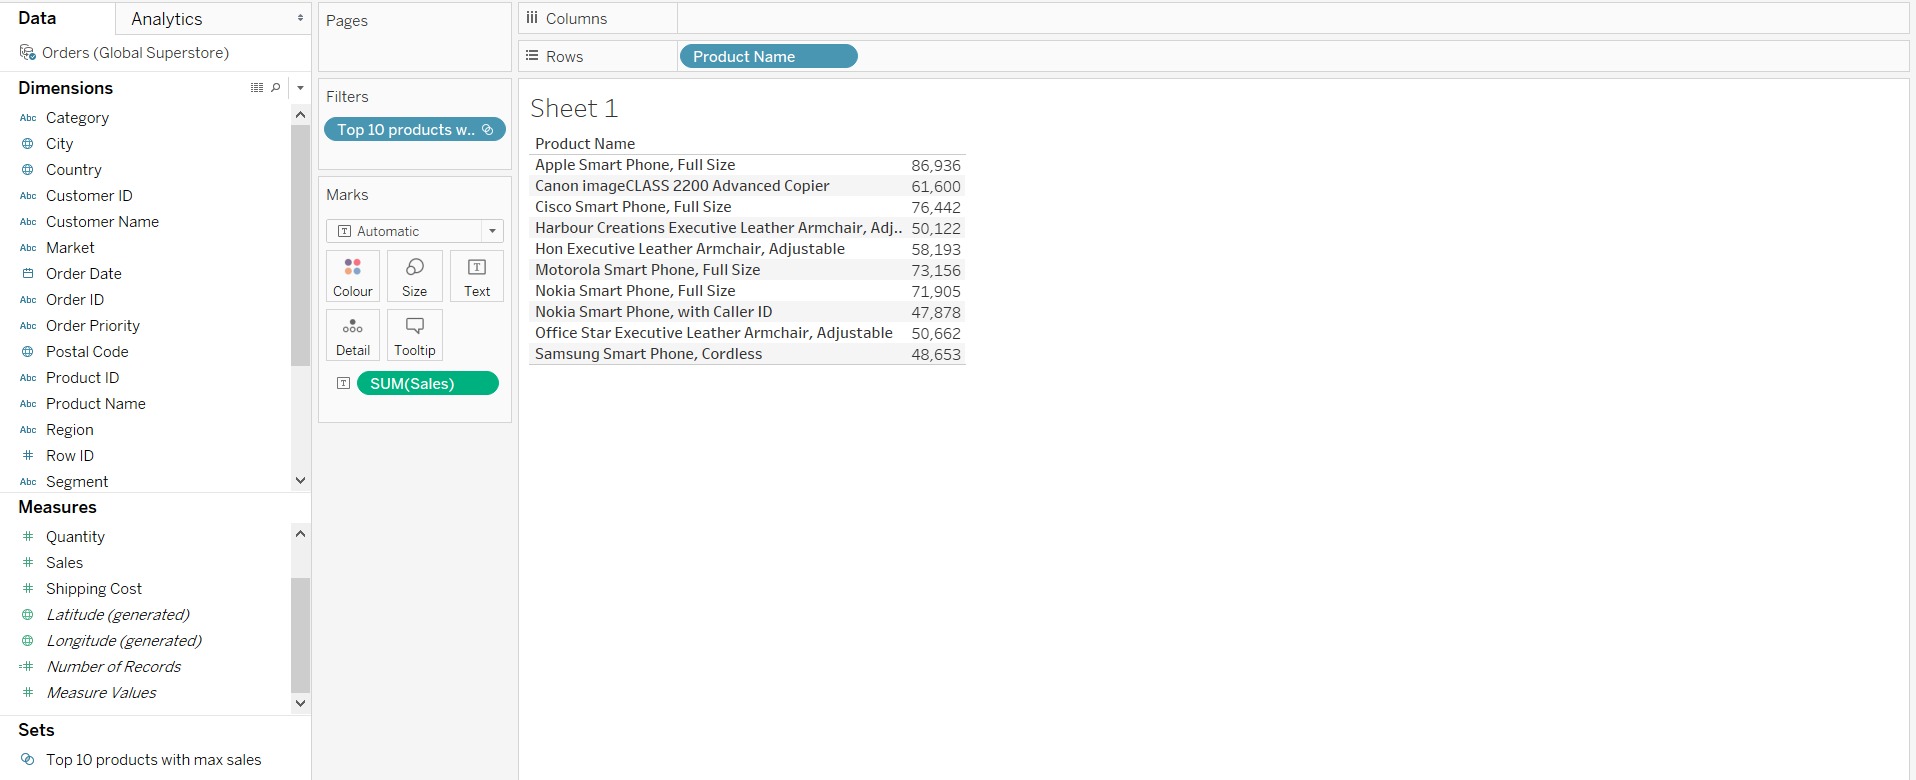 Data
Analytics
Orders (Global Superstore)
Dimensions
Abc Category
City
Country
Abc Customer ID
Abc Customer Name
Abc Market
Order Date
Abc Order ID
Abc Order Priority
Postal Code
Abc Product ID
Abc Product Name
Abc Region
# Row ID
Abc Segment
Measures
# Quantity
# Sales
# Shipping Cost
Latitude (generated)
Longitude (generated)
=# Number of Records
# Measure Values
Sets
Top 10 products with max sales
Pages
Filters
Top 10 products w..
Marks
T Automatic
Colour
Size
T Text
Detail
Tooltip
T SUM(Sales)
Columns
Rows
Product Name
Sheet 1
Product Name
Apple Smart Phone, Full Size 86,936
Canon imageCLASS 2200 Advanced Copier 61,600
Cisco Smart Phone, Full Size 76,442
Harbour Creations Executive Leather Armchair, Adj.. 50,122
Hon Executive Leather Armchair, Adjustable 58,193
Motorola Smart Phone, Full Size 73,156
Nokia Smart Phone, Full Size 71,905
Nokia Smart Phone, with Caller ID 47,878
Office Star Executive Leather Armchair, Adjustable 50,662
Samsung Smart Phone, Cordless 48,653